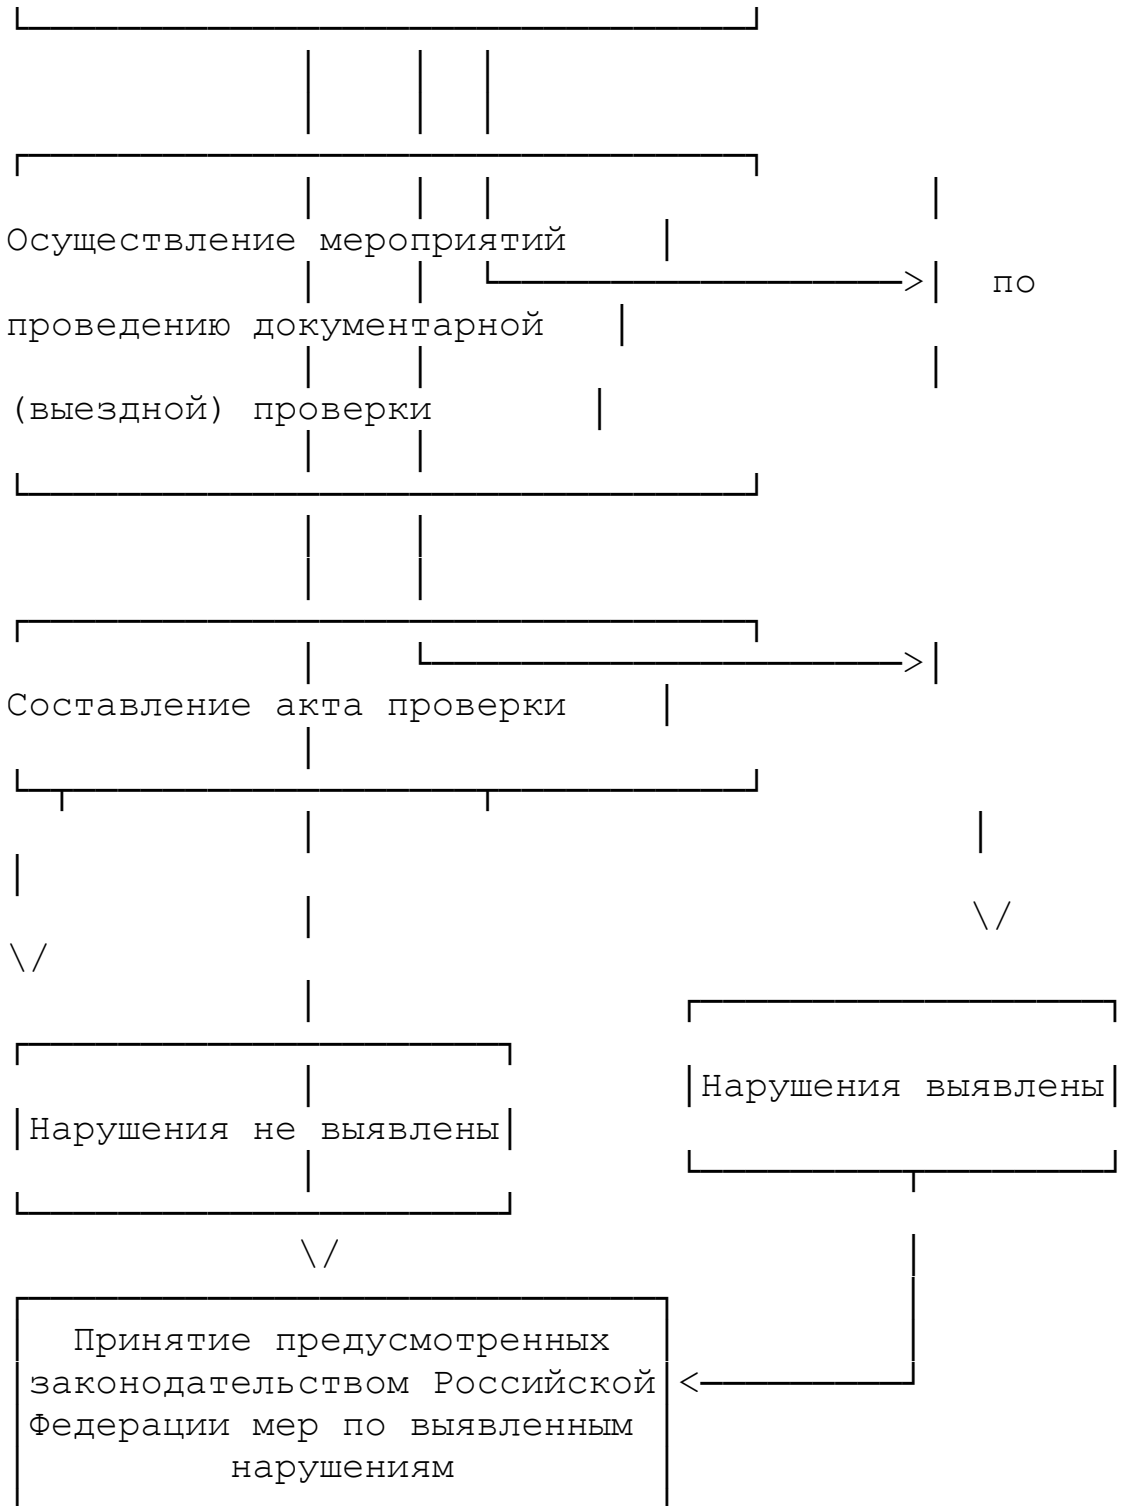 Осуществление мероприятий
по
проведению документарной
(выездной) проверки
Составление акта проверки
Нарушения выявлены
Нарушения не выявлены
Принятие предусмотренных
законодательством Российской
Федерации мер по выявленным
нарушениям